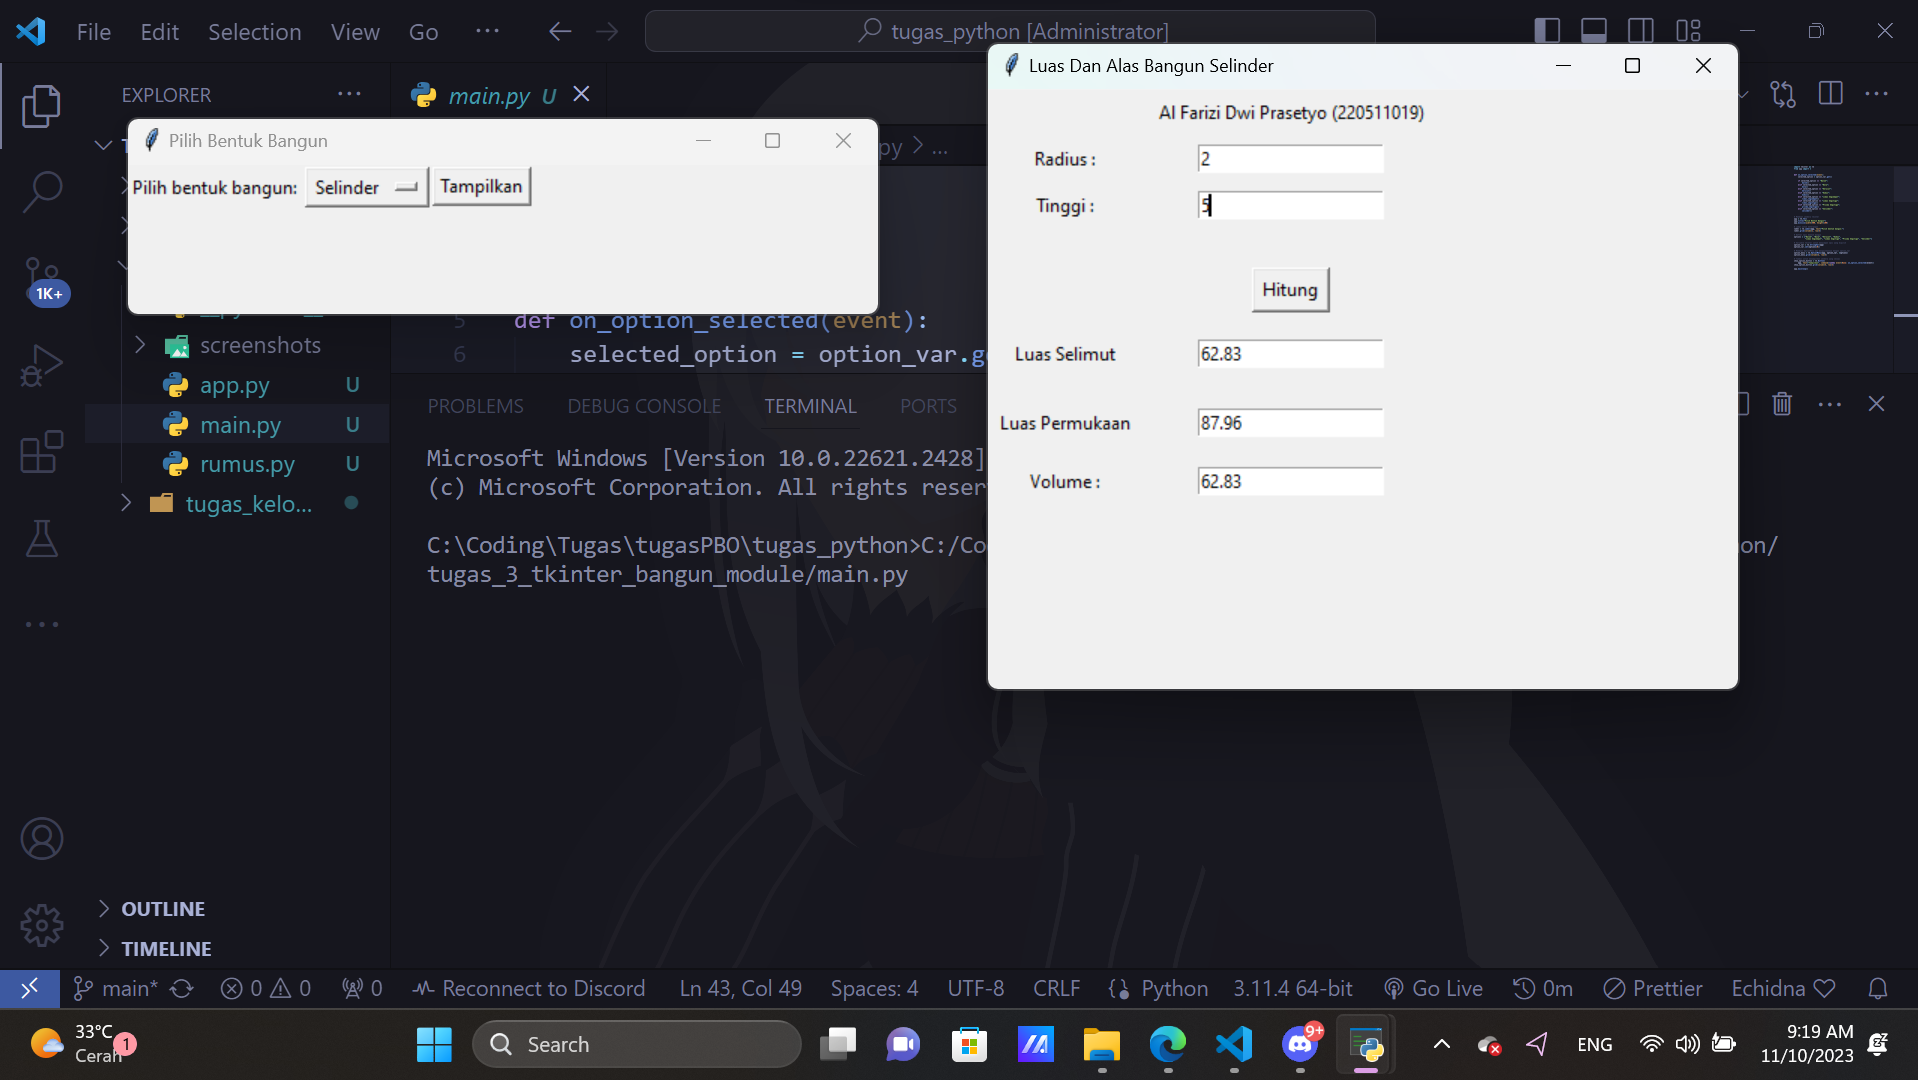 File Edit Selection View Go ... tugas_python [Administrator]
EXPLORER ...
main.py U
py > ...
Pilih Bentuk Bangun
Pilih bentuk bangun: Selinder Tampilkan
Luas Dan Alas Bangun Selinder
Al Farizi Dwi Prasetyo (220511019)
Radius : 2
Tinggi : 5
Hitung
Luas Selimut 62.83
Luas Permukaan 87.96
Volume : 62.83
1K+
5 def on_option_selected(event):
6 selected_option = option_var.g
screenshots
app.py U
main.py U
rumus.py U
tugas_kelo...
PROBLEMS DEBUG CONSOLE TERMINAL PORTS
Microsoft Windows [Version 10.0.22621.2428]
(c) Microsoft Corporation. All rights reser
C:\Coding\Tugas\tugasPBO\tugas_python>C:/Co on/
tugas_3_tkinter_bangun_module/main.py
OUTLINE
TIMELINE
main* 0 0 0 Reconnect to Discord Ln 43, Col 49 Spaces: 4 UTF-8 CRLF Python 3.11.4 64-bit Go Live 0m Prettier Echidna
33°C
Cerah
1
Search
9+
ENG
9:19 AM
11/10/2023